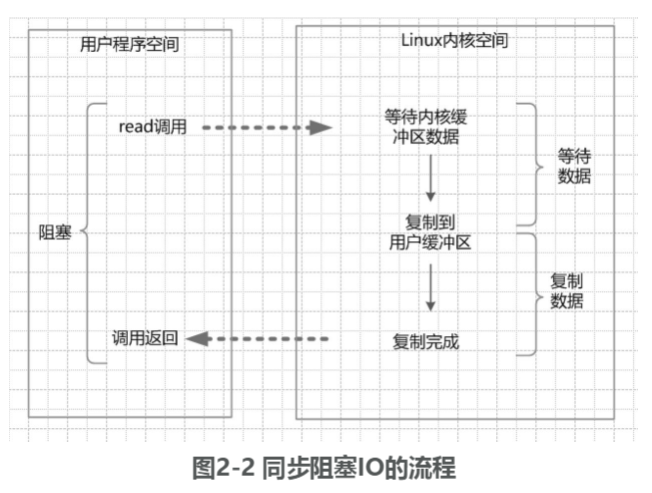 用户程序空间
Linux内核空间
read调用
等待内核缓
冲区数据
等待
数据
阻塞
复制到
用户缓冲区
复制
数据
调用返回
复制完成
图2-2 同步阻塞IO的流程